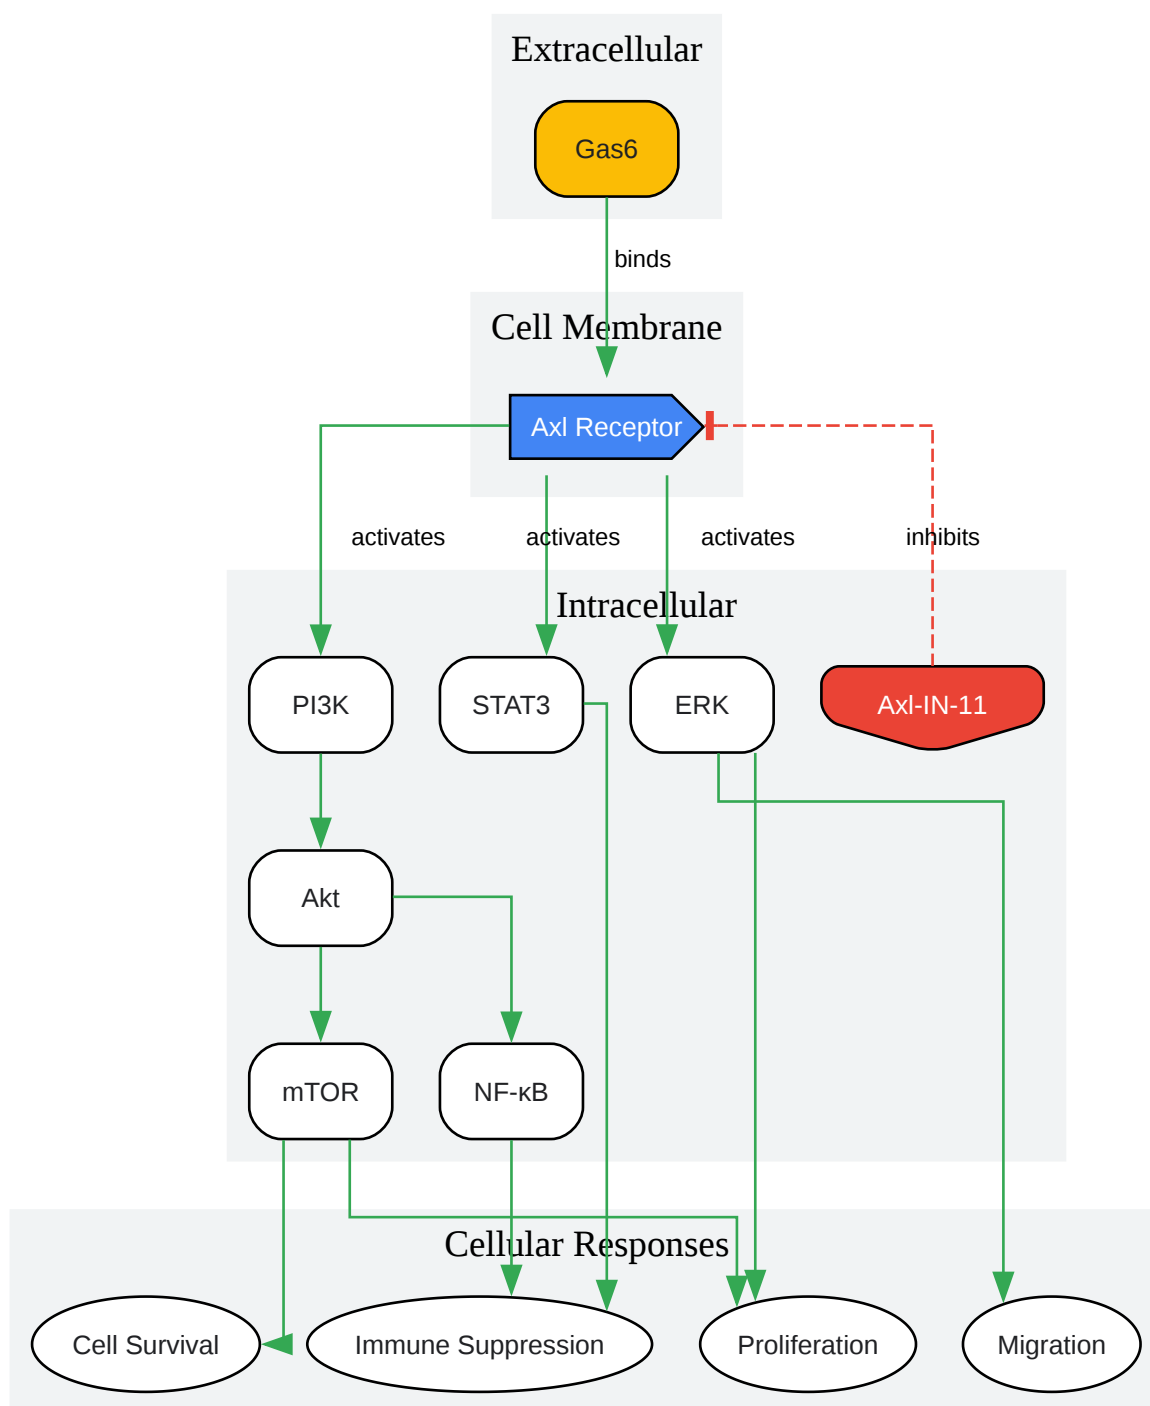 Extracellular
Gas6
binds
Cell Membrane
Axl Receptor
activates
activates
activates
inhibits
Intracellular
PI3K
STAT3
ERK
Axl-IN-11
Akt
mTOR
NF-κB
Cellular Responses
Cell Survival
Immune Suppression
Proliferation
Migration